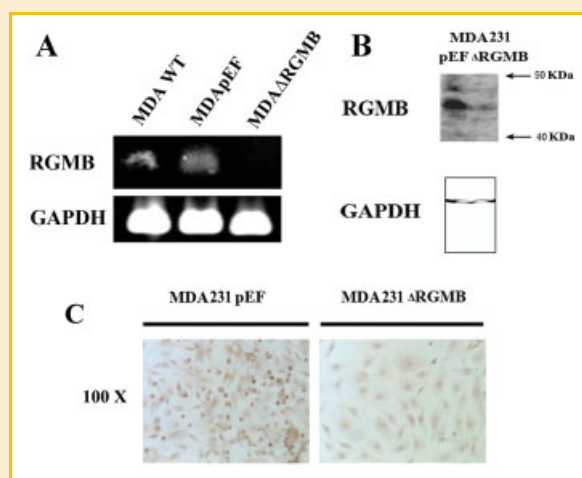 A
MDA WT
MDApEF
MDAΔRGMB
RGMB
GAPDH
B
MDA231
pEF ΔRGMB
50 KDa
RGMB
40 KDa
GAPDH
C
MDA231 pEF
MDA231 ΔRGMB
100 X